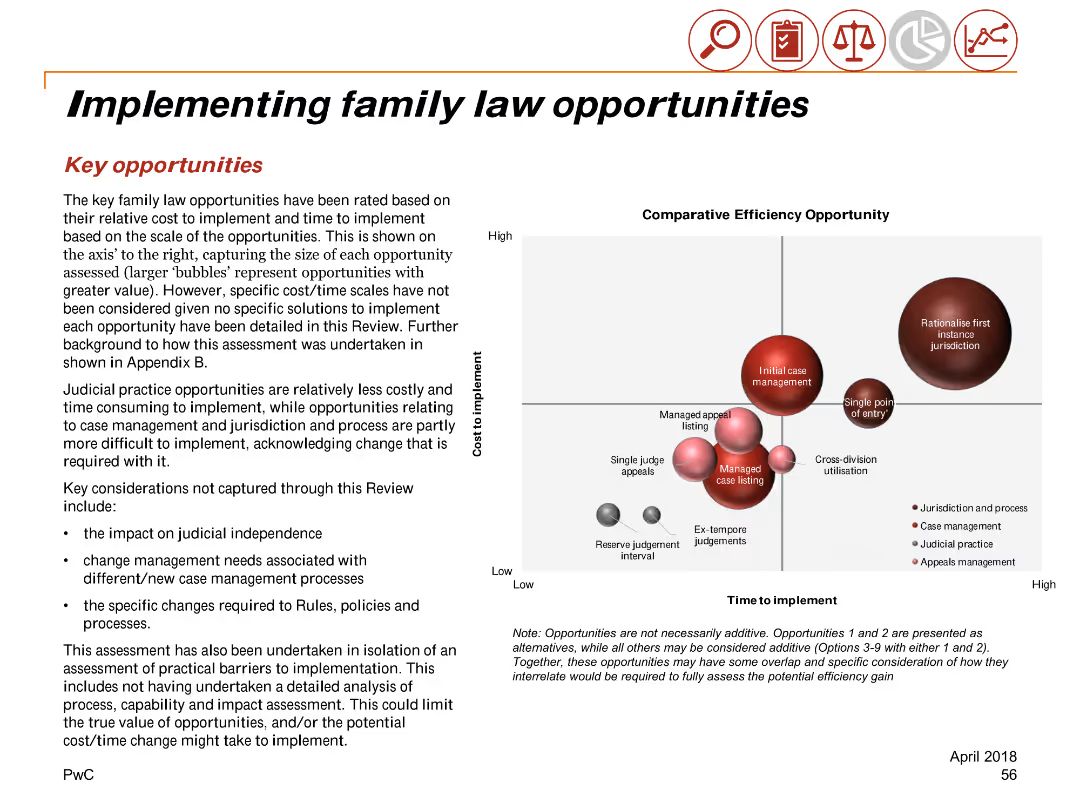 Implementing family law opportunities
Key opportunities
The key family law opportunities have been rated based on
their relative cost to implement and time to implement
based on the scale of the opportunities. This is shown on
the axis’ to the right, capturing the size of each opportunity
assessed (larger ‘bubbles’ represent opportunities with
greater value). However, specific cost/time scales have not
been considered given no specific solutions to implement
each opportunity have been detailed in this Review. Further
background to how this assessment was undertaken in
shown in Appendix B.
Judicial practice opportunities are relatively less costly and
time consuming to implement, while opportunities relating
to case management and jurisdiction and process are partly
more difficult to implement, acknowledging change that is
required with it.
Key considerations not captured through this Review
include:
• the impact on judicial independence
• change management needs associated with
different/new case management processes
• the specific changes required to Rules, policies and
processes.
This assessment has also been undertaken in isolation of an
assessment of practical barriers to implementation. This
includes not having undertaken a detailed analysis of
process, capability and impact assessment. This could limit
the true value of opportunities, and/or the potential
cost/time change might take to implement.
Comparative Efficiency Opportunity
High
Cost to implement
Rationalise first
instance
jurisdiction
Initial case
management
'Single point
of entry'
Managed appeal
listing
Single judge
appeals
Managed
case listing
Cross-division
utilisation
Reserve judgement
interval
Ex-tempore
judgements
Jurisdiction and process
Case management
Judicial practice
Appeals management
Low
Low
High
Time to implement
Note: Opportunities are not necessarily additive. Opportunities 1 and 2 are presented as
alternatives, while all others may be considered additive (Options 3-9 with either 1 and 2).
Together, these opportunities may have some overlap and specific consideration of how they
interrelate would be required to fully assess the potential efficiency gain
PwC
April 2018
56